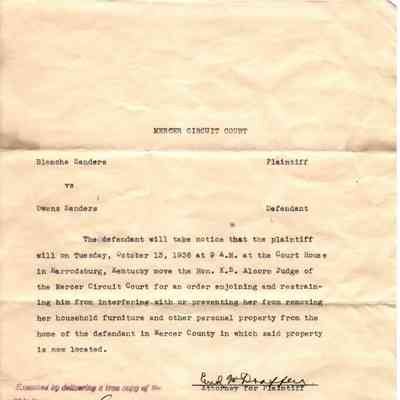 MERCER CIRCUIT COURT
Blanche Sanders Plaintiff
vs
Owens Sanders Defendant
The defendant will take notice that the plaintiff
will on Tuesday, October 13, 1936 at 9 A.M. at the Court House
in Harrodsburg, Kentucky move the Hon. K.S. Alcorn Judge of
the Mercer Circuit Court for an order enjoining and restrain-
ing him from interfering with or preventing her from removing
her household furniture and other personal property from the
home of the defendant in Mercer County in which said property
is now located.
Attorney for Plaintiff
Executed by delivering a true copy of the